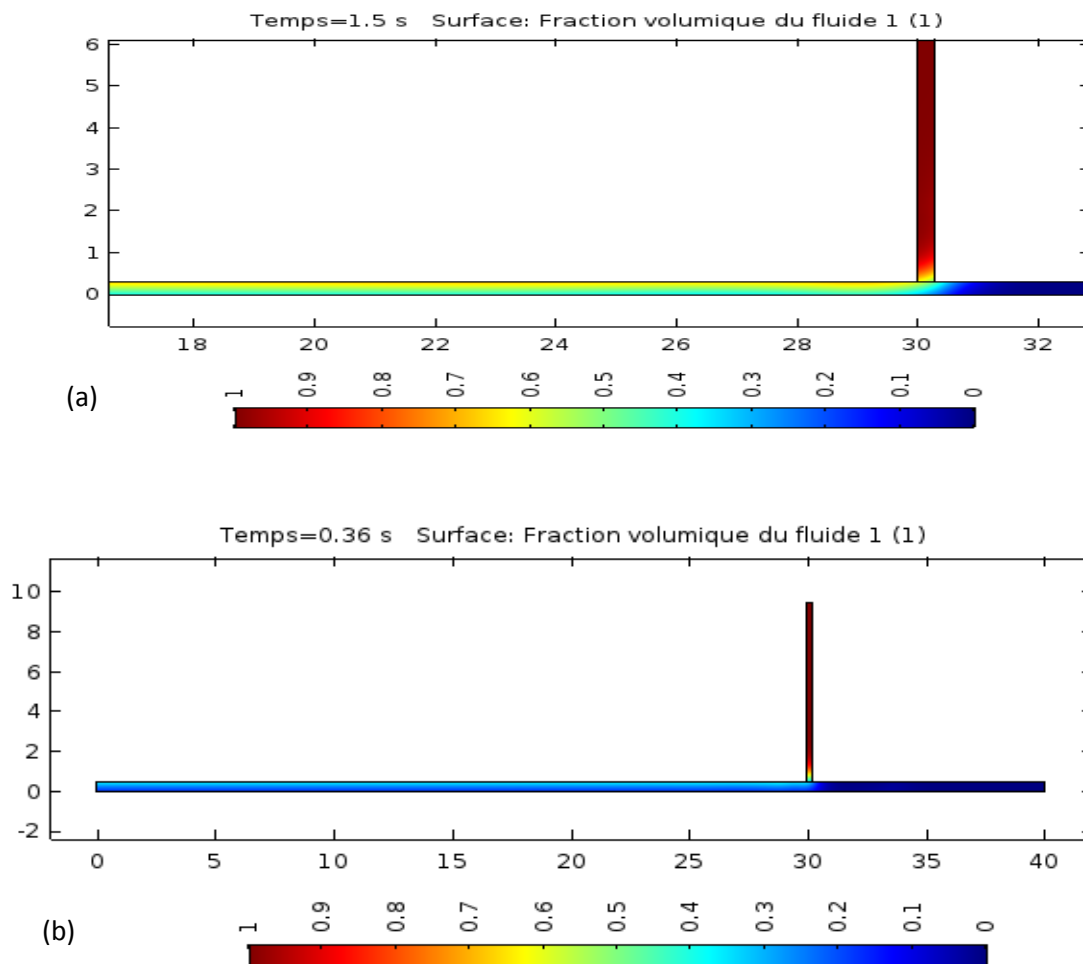 Temps=1.5 s Surface: Fraction volumique du fluide 1 (1)
6
5
4
3
2
1
0
18 20 22 24 26 28 30 32
(a)
1 0.9 0.8 0.7 0.6 0.5 0.4 0.3 0.2 0.1 0
Temps=0.36 s Surface: Fraction volumique du fluide 1 (1)
10
8
6
4
2
0
-2
0 5 10 15 20 25 30 35 40
(b)
1 0.9 0.8 0.7 0.6 0.5 0.4 0.3 0.2 0.1 0